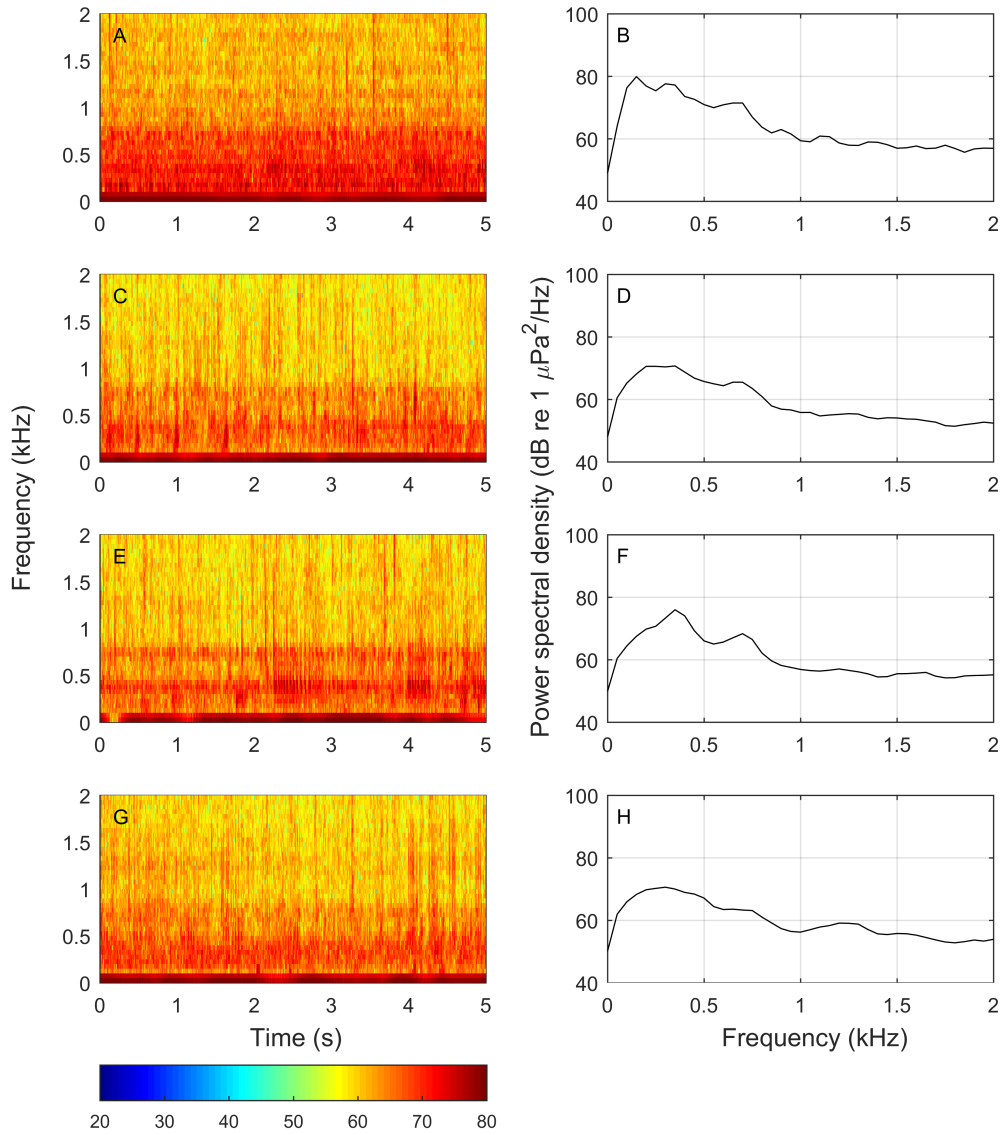 A
2
1.5
1
0.5
0
0 1 2 3 4 5
B
100
80
60
40
0 0.5 1 1.5 2
C
2
1.5
1
0.5
0
0 1 2 3 4 5
D
100
80
60
40
0 0.5 1 1.5 2
Frequency (kHz)
Power spectral density (dB re 1 μPa²/Hz)
E
2
1.5
1
0.5
0
0 1 2 3 4 5
F
100
80
60
40
0 0.5 1 1.5 2
G
2
1.5
1
0.5
0
0 1 2 3 4 5
Time (s)
H
100
80
60
40
0 0.5 1 1.5 2
Frequency (kHz)
20 30 40 50 60 70 80